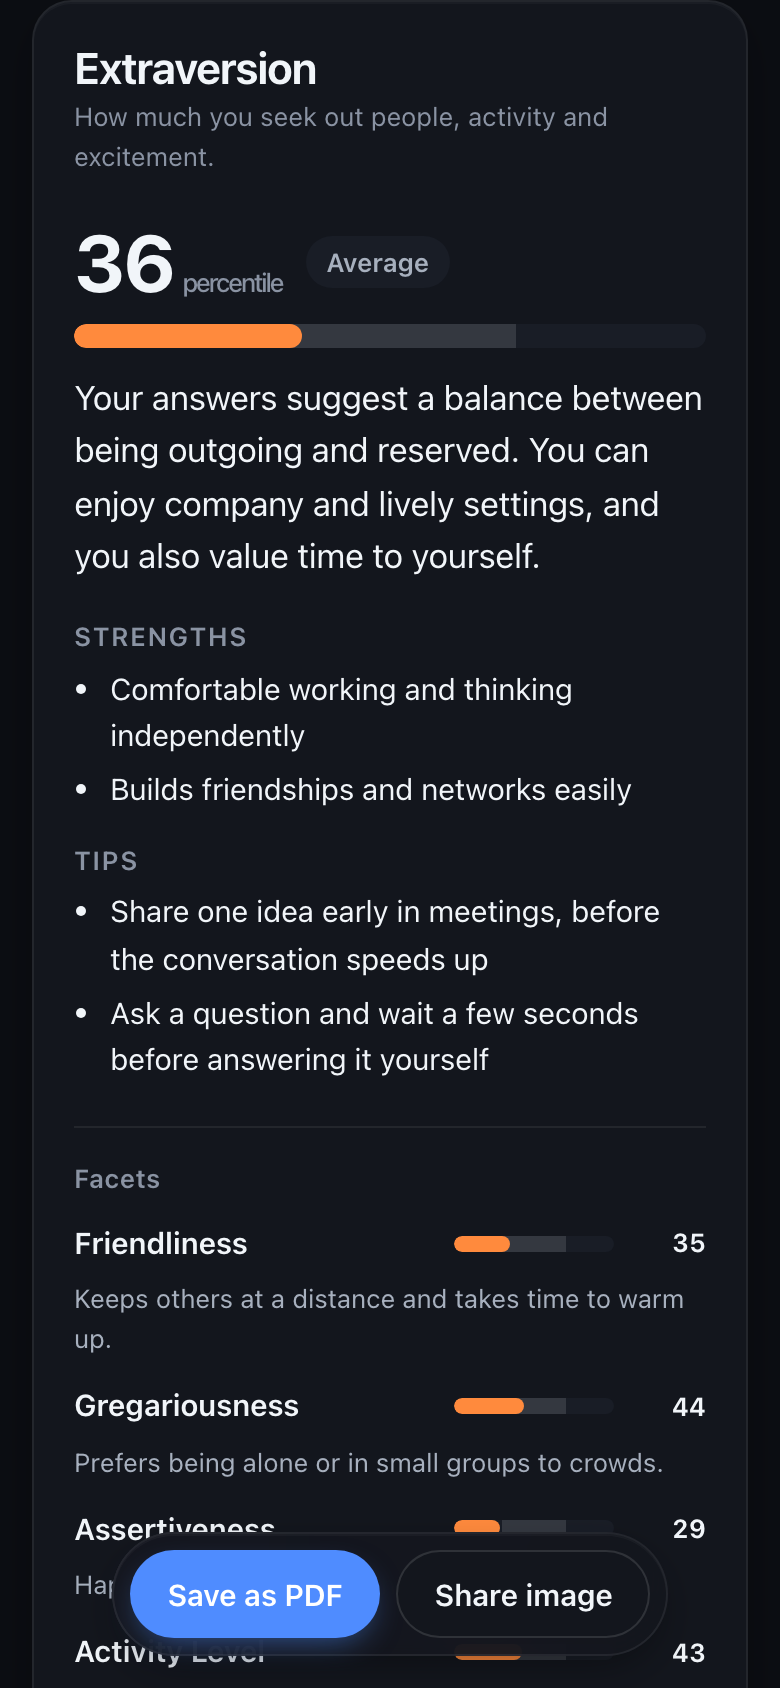 Extraversion
How much you seek out people, activity and
excitement.
36 percentile Average
Your answers suggest a balance between
being outgoing and reserved. You can
enjoy company and lively settings, and
you also value time to yourself.
STRENGTHS
• Comfortable working and thinking
independently
• Builds friendships and networks easily
TIPS
• Share one idea early in meetings, before
the conversation speeds up
• Ask a question and wait a few seconds
before answering it yourself
Facets
Friendliness 35
Keeps others at a distance and takes time to warm
up.
Gregariousness 44
Prefers being alone or in small groups to crowds.
Assertiveness 29
Save as PDF Share image
Activity Level 43